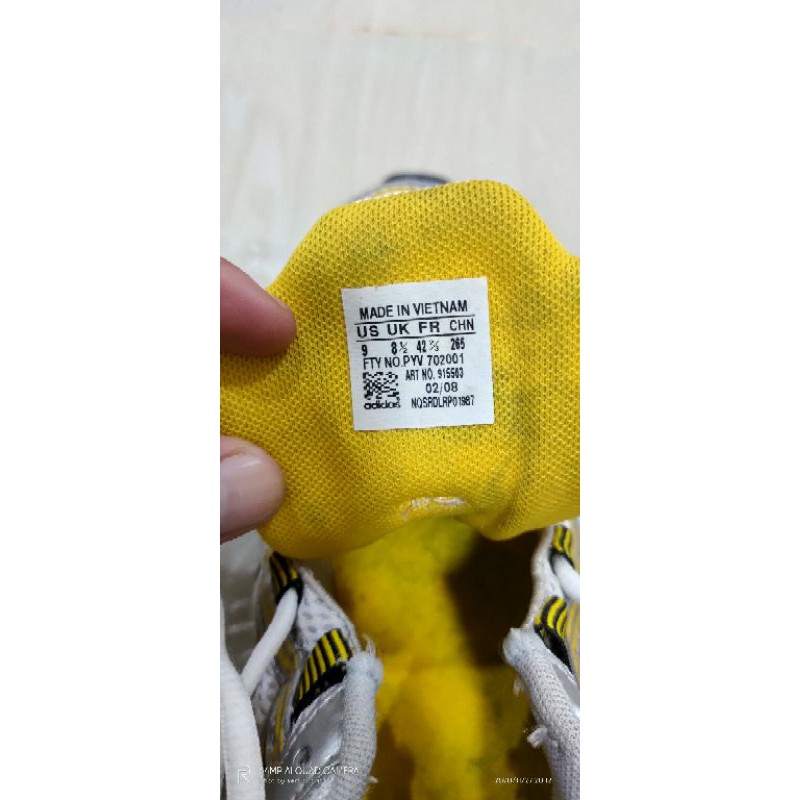 MADE IN VIETNAM
US UK FR CHN
9 8½ 42⅔ 265
FTY NO.PYV 702001
ART NO. 915563
02/08
adidas NQSRDLRP01987